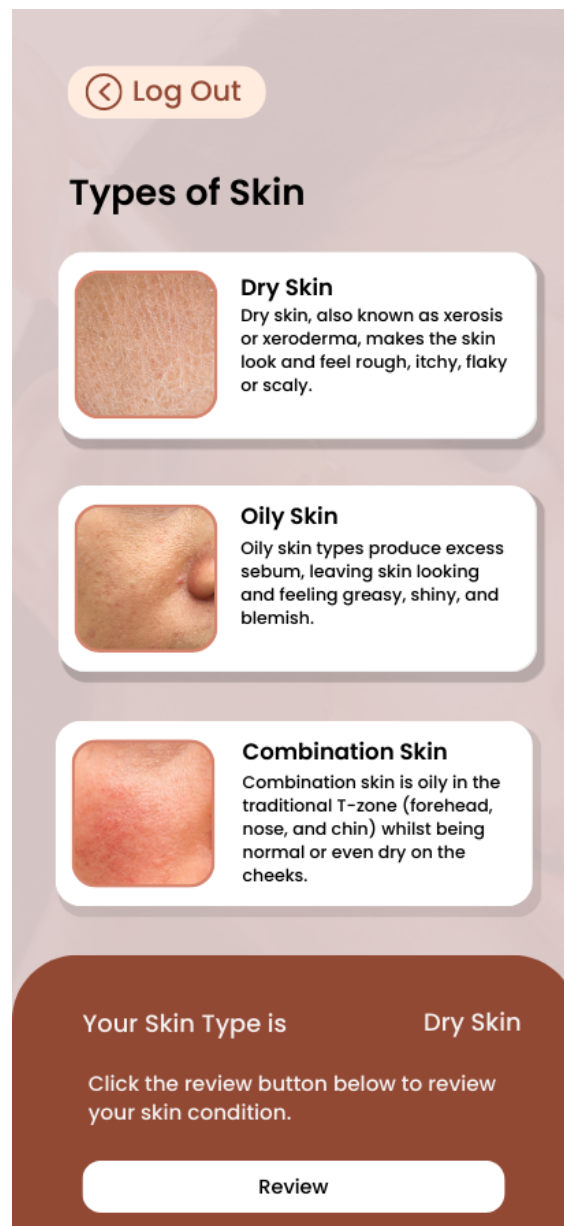 Log Out
Types of Skin
Dry Skin
Dry skin, also known as xerosis
or xeroderma, makes the skin
look and feel rough, itchy, flaky
or scaly.
Oily Skin
Oily skin types produce excess
sebum, leaving skin looking
and feeling greasy, shiny, and
blemish.
Combination Skin
Combination skin is oily in the
traditional T-zone (forehead,
nose, and chin) whilst being
normal or even dry on the
cheeks.
Your Skin Type is Dry Skin
Click the review button below to review
your skin condition.
Review